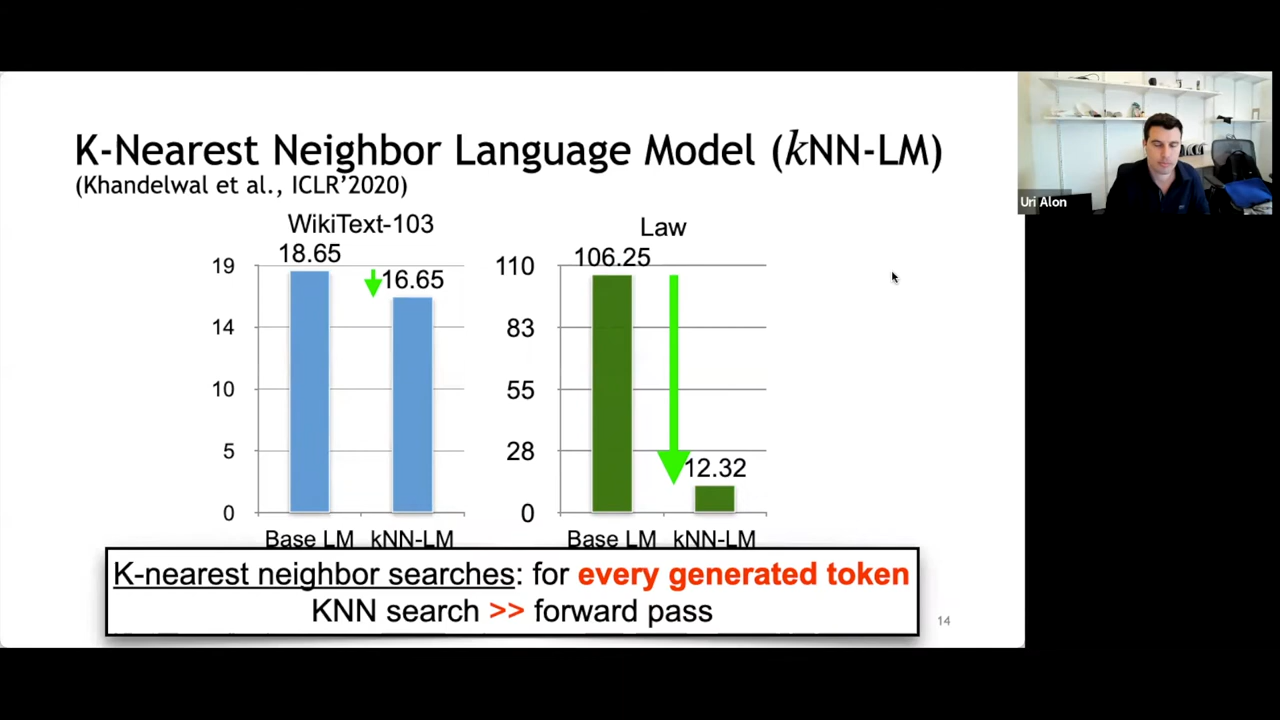 K-Nearest Neighbor Language Model (kNN-LM)
(Khandelwal et al., ICLR'2020)
WikiText-103
18.65
16.65
19
14
10
5
0
Base LM kNN-LM
Law
106.25
12.32
110
83
55
28
0
Base LM kNN-LM
K-nearest neighbor searches: for every generated token
KNN search >> forward pass
14
Uri Alon